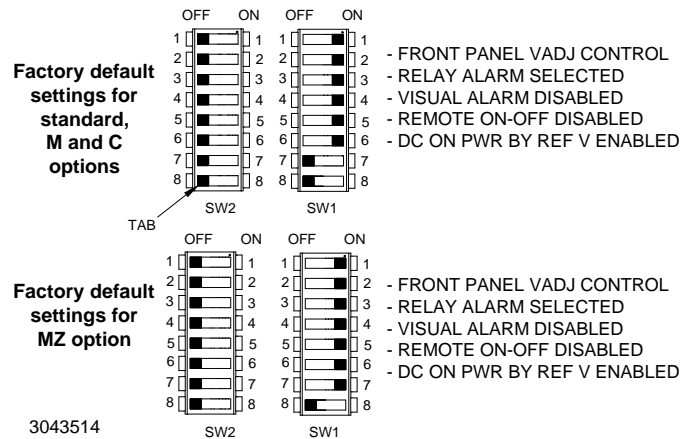 OFF ON OFF ON
1 1 1 1
2 2 2 2 - FRONT PANEL VADJ CONTROL
3 3 3 3 - RELAY ALARM SELECTED
4 4 4 4 - VISUAL ALARM DISABLED
5 5 5 5 - REMOTE ON-OFF DISABLED
6 6 6 6 - DC ON PWR BY REF V ENABLED
7 7 7 7
8 8 8 8
Factory default
settings for
standard,
M and C
options
TAB
SW2 SW1
OFF ON OFF ON
1 1 1 1
2 2 2 2 - FRONT PANEL VADJ CONTROL
3 3 3 3 - RELAY ALARM SELECTED
4 4 4 4 - VISUAL ALARM DISABLED
5 5 5 5 - REMOTE ON-OFF DISABLED
6 6 6 6 - DC ON PWR BY REF V ENABLED
7 7 7 7
8 8 8 8
Factory default
settings for
MZ option
3043514
SW2 SW1